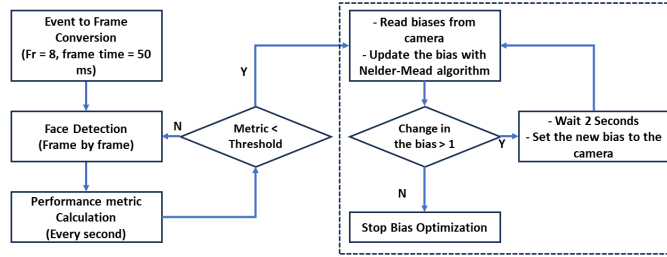 Event to Frame
Conversion
(Fr = 8, frame time = 50
ms)
Face Detection
(Frame by frame)
Performance metric
Calculation
(Every second)
N
Metric <
Threshold
Y
- Read biases from
camera
- Update the bias with
Nelder-Mead algorithm
Change in
the bias > 1
Y
- Wait 2 Seconds
- Set the new bias to the
camera
N
Stop Bias Optimization